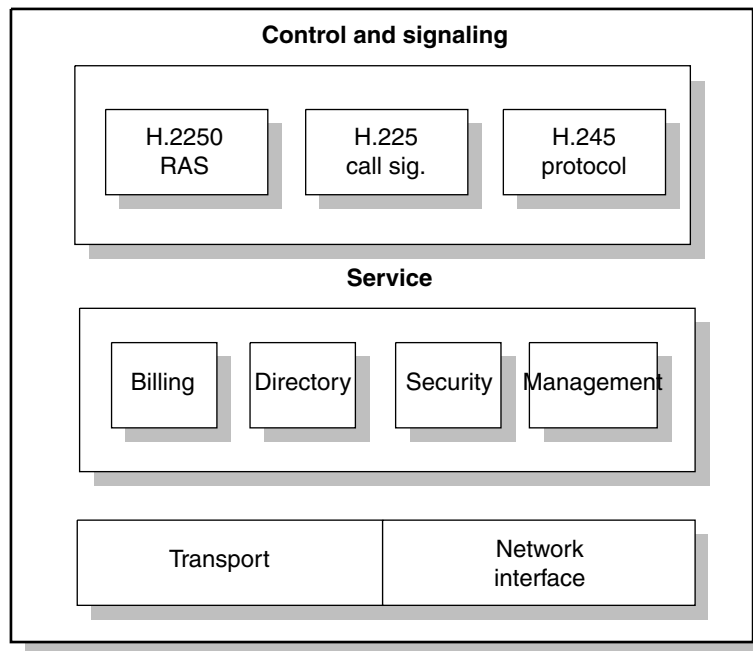 Control and signaling
H.2250
RAS
H.225
call sig.
H.245
protocol
Service
Billing
Directory
Security
Management
Transport
Network
interface